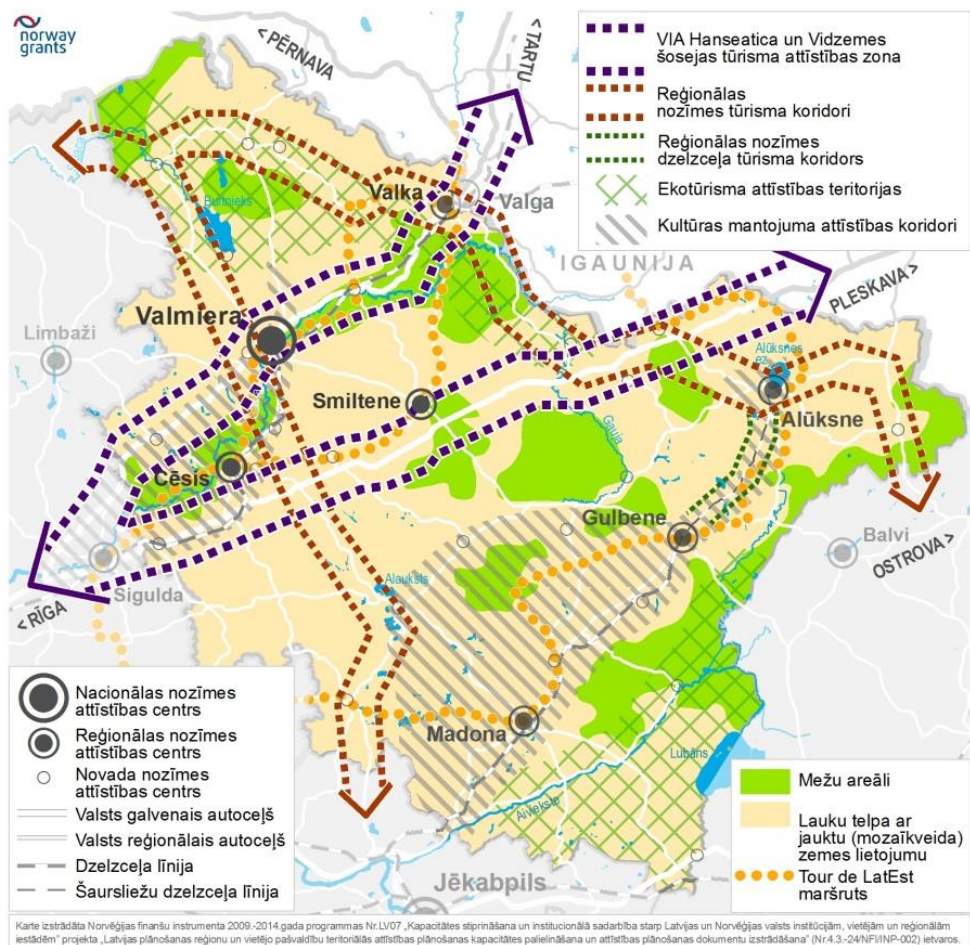 norway
grants
< PĒRNAVA
TARTU >
VIA Hanseatica un Vidzemes
šosejas tūrisma attīstības zona
Reģionālas
nozīmes tūrisma koridori
Reģionālas nozīmes
dzelzceļa tūrisma koridors
Ekotūrisma attīstības teritorijas
Kultūras mantojuma attīstības koridori
Valka
Valga
Burtnieks
IGAUNIJA
PLESKAVA >
Valmiera
Limbaži
Alūksnes
ez.
Smiltene
Alūksne
Gauja
Cēsis
Gulbene
Balvi
OSTROVA >
Alauksts
Sigulda
< RĪGA
Madona
Lubāns
Aiviekste
Jēkabpils
Nacionālas nozīmes
attīstības centrs
Reģionālas nozīmes
attīstības centrs
Novada nozīmes
attīstības centrs
Valsts galvenais autoceļš
Valsts reģionālais autoceļš
Dzelzceļa līnija
Šaursliežu dzelzceļa līnija
Mežu areāli
Lauku telpa ar
jauktu (mozaīkveida)
zemes lietojumu
Tour de LatEst
maršruts
Karte izstrādāta Norvēģijas finanšu instrumenta 2009.-2014.gada programmas Nr.LV07 „Kapacitātes stiprināšana un institucionālā sadarbība starp Latvijas un Norvēģijas valsts institūcijām, vietējām un reģionālām
iestādēm” projekta „Latvijas plānošanas reģionu un vietējo pašvaldību teritoriālās attīstības plānošanas kapacitātes palielināšana un attīstības plānošanas dokumentu izstrādāšana” (Nr.4.3.-24/NFI/INP-002) ietvaros.